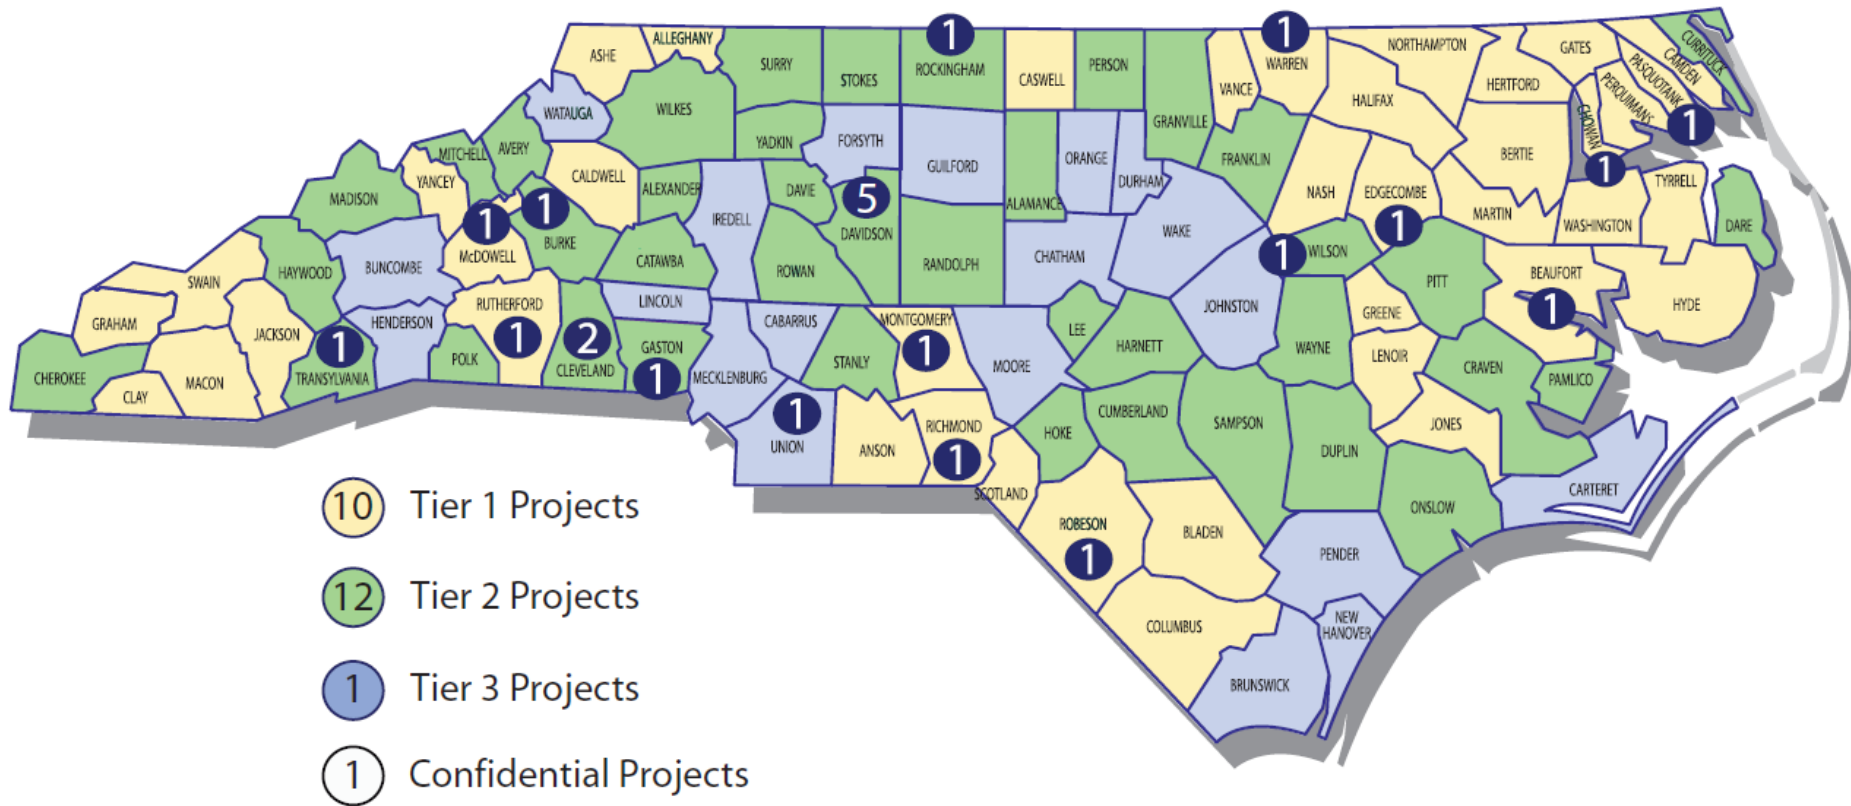 ALLEGHANY
ASHE
SURRY
STOKES
1
ROCKINGHAM
CASWELL
PERSON
GRANVILLE
VANCE
1
WARREN
NORTHAMPTON
HALIFAX
GATES
HERTFORD
CURRITUCK
CAMDEN
PASQUOTANK
PERQUIMANS
CHOWAN
1
1
WATAUGA
WILKES
YADKIN
FORSYTH
GUILFORD
ALAMANCE
ORANGE
DURHAM
FRANKLIN
NASH
EDGECOMBE
1
BERTIE
MARTIN
WASHINGTON
TYRRELL
DARE
MITCHELL
AVERY
YANCEY
CALDWELL
ALEXANDER
IREDELL
DAVIE
5
DAVIDSON
RANDOLPH
CHATHAM
WAKE
1
WILSON
PITT
BEAUFORT
1
HYDE
MADISON
1
McDOWELL
1
BURKE
CATAWBA
ROWAN
HAYWOOD
BUNCOMBE
SWAIN
GRAHAM
JACKSON
CHEROKEE
CLAY
MACON
1
TRANSYLVANIA
HENDERSON
POLK
RUTHERFORD
1
2
CLEVELAND
LINCOLN
GASTON
1
MECKLENBURG
CABARRUS
STANLY
MONTGOMERY
1
MOORE
LEE
HARNETT
JOHNSTON
WAYNE
GREENE
LENOIR
CRAVEN
PAMLICO
JONES
1
UNION
ANSON
RICHMOND
1
SCOTLAND
HOKE
CUMBERLAND
SAMPSON
DUPLIN
ONSLOW
CARTERET
ROBESON
1
BLADEN
PENDER
COLUMBUS
NEW
HANOVER
BRUNSWICK
10 Tier 1 Projects
12 Tier 2 Projects
1 Tier 3 Projects
1 Confidential Projects